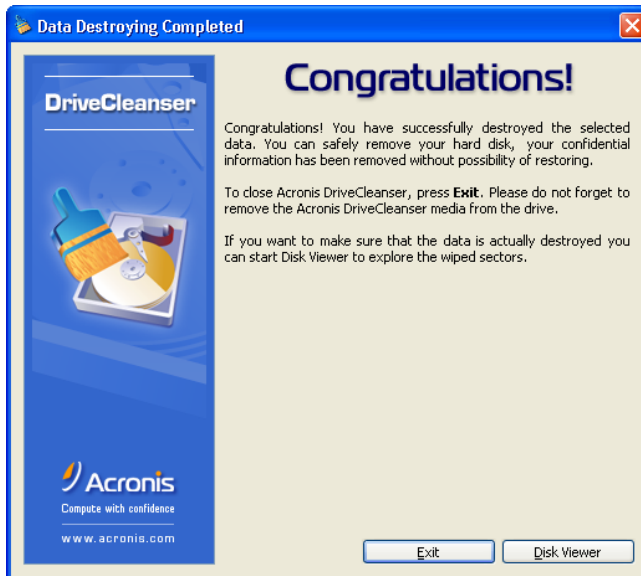 Data Destroying Completed
DriveCleanser
Congratulations!
Congratulations! You have successfully destroyed the selected
data. You can safely remove your hard disk, your confidential
information has been removed without possibility of restoring.
To close Acronis DriveCleanser, press Exit. Please do not forget to
remove the Acronis DriveCleanser media from the drive.
If you want to make sure that the data is actually destroyed you
can start Disk Viewer to explore the wiped sectors.
Acronis
Compute with confidence
www.acronis.com
Exit
Disk Viewer